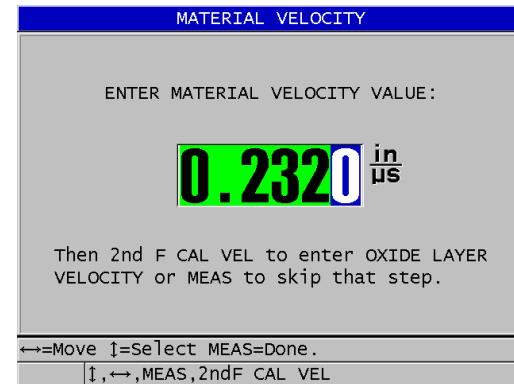 MATERIAL VELOCITY
ENTER MATERIAL VELOCITY VALUE:
0.2320 in/µs
Then 2nd F CAL VEL to enter OXIDE LAYER
VELOCITY or MEAS to skip that step.
↔=Move ↕=Select MEAS=Done.
↕,↔,MEAS,2ndF CAL VEL